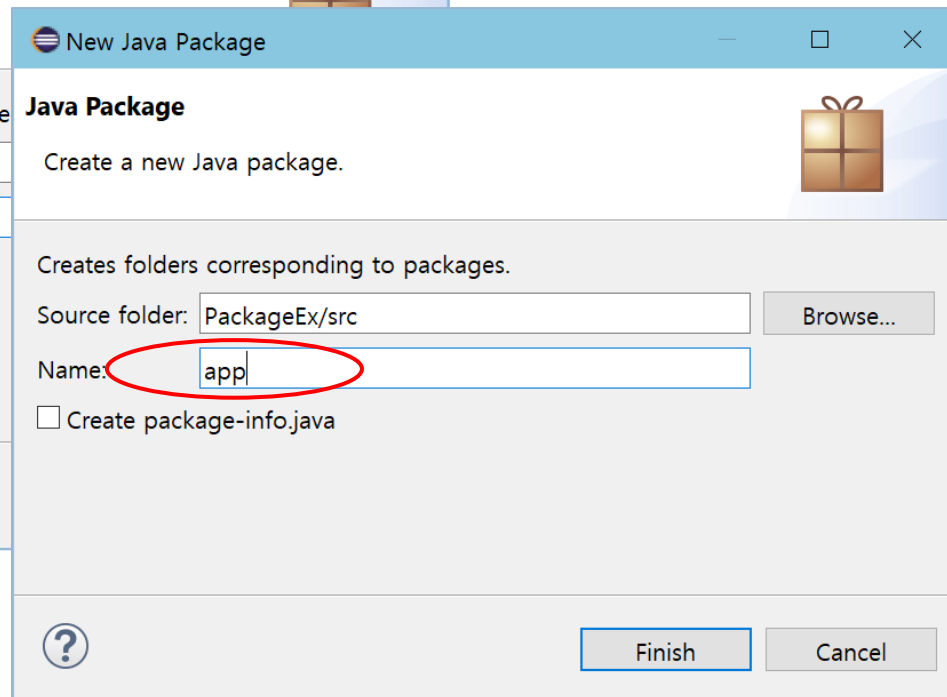 New Java Package
e
Java Package
Create a new Java package.
Creates folders corresponding to packages.
Source folder: PackageEx/src Browse...
Name: app
Create package-info.java
?
Finish Cancel